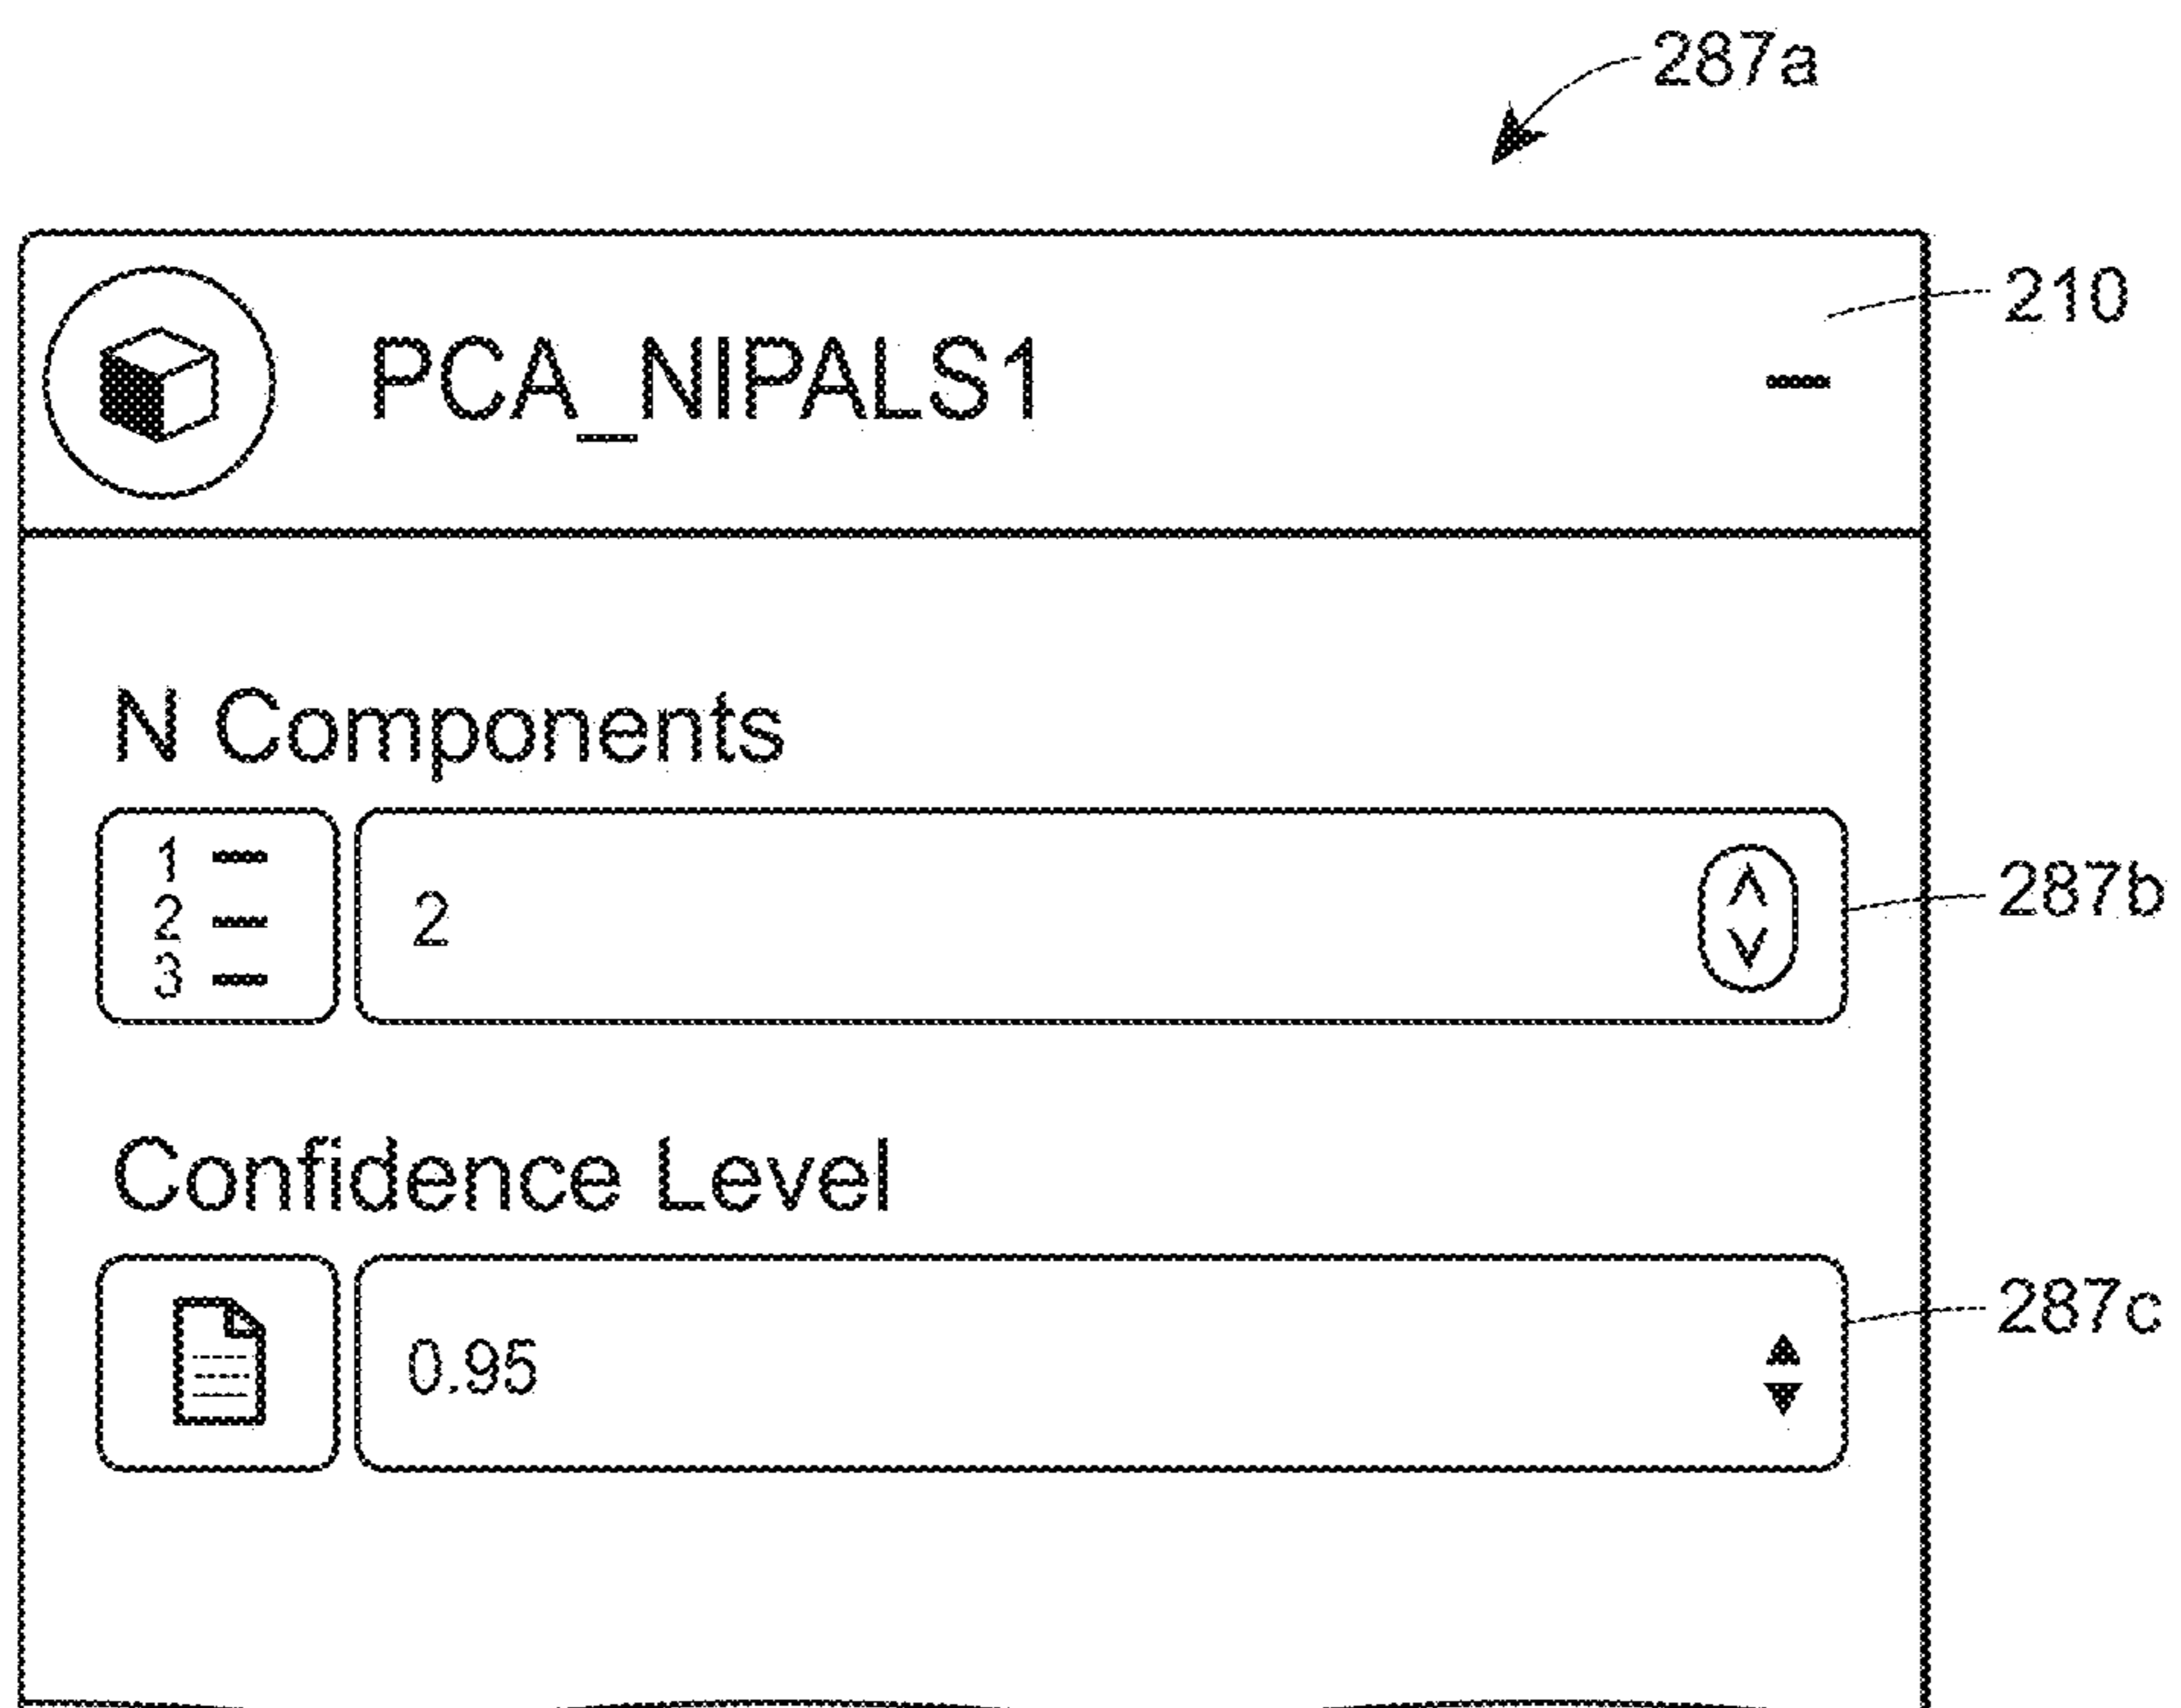 287a
210
PCA_NIPALS1
N Components
1
2
3
2
287b
Confidence Level
0.95
287c